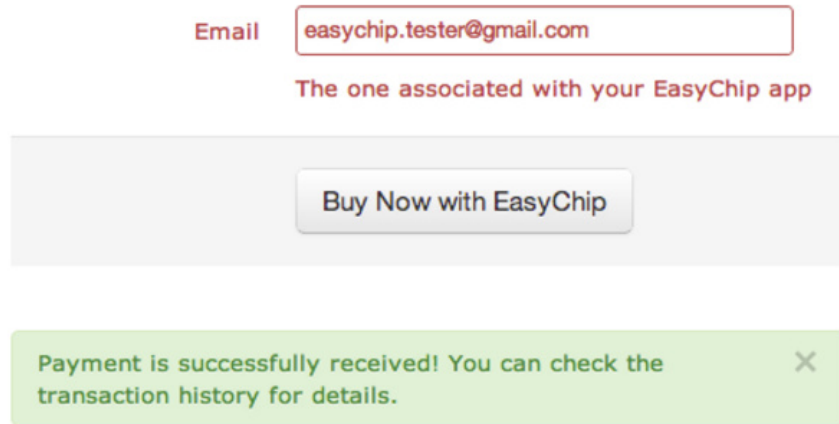 Email easychip.tester@gmail.com
The one associated with your EasyChip app
Buy Now with EasyChip
Payment is successfully received! You can check the
transaction history for details.